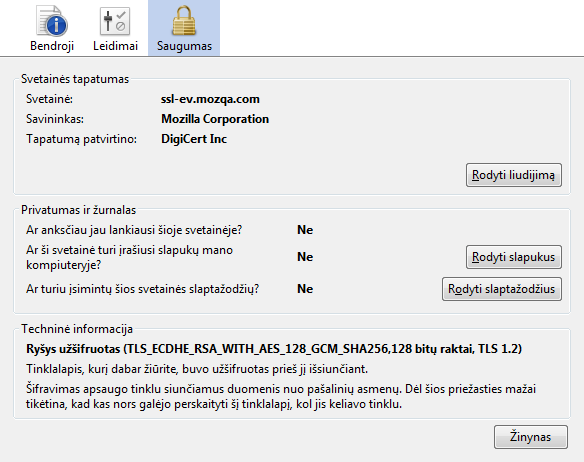 Bendroji Leidimai Saugumas
Svetainės tapatumas
Svetainė: ssl-ev.mozqa.com
Savininkas: Mozilla Corporation
Tapatumą patvirtino: DigiCert Inc
Rodyti liudijimą
Privatumas ir žurnalas
Ar anksčiau jau lankiausi šioje svetainėje? Ne
Ar ši svetainė turi įrašiusi slapukų mano
kompiuteryje? Ne Rodyti slapukus
Ar turiu įsimintų šios svetainės slaptažodžių? Ne Rodyti slaptažodžius
Techninė informacija
Ryšys užšifruotas (TLS_ECDHE_RSA_WITH_AES_128_GCM_SHA256,128 bitų raktai, TLS 1.2)
Tinklalapis, kurį dabar žiūrite, buvo užšifruotas prieš jį išsiunčiant.
Šifravimas apsaugo tinklu siunčiamus duomenis nuo pašalinių asmenų. Dėl šios priežasties mažai
tikėtina, kad kas nors galėjo perskaityti šį tinklalapį, kol jis keliavo tinklu.
Žinynas